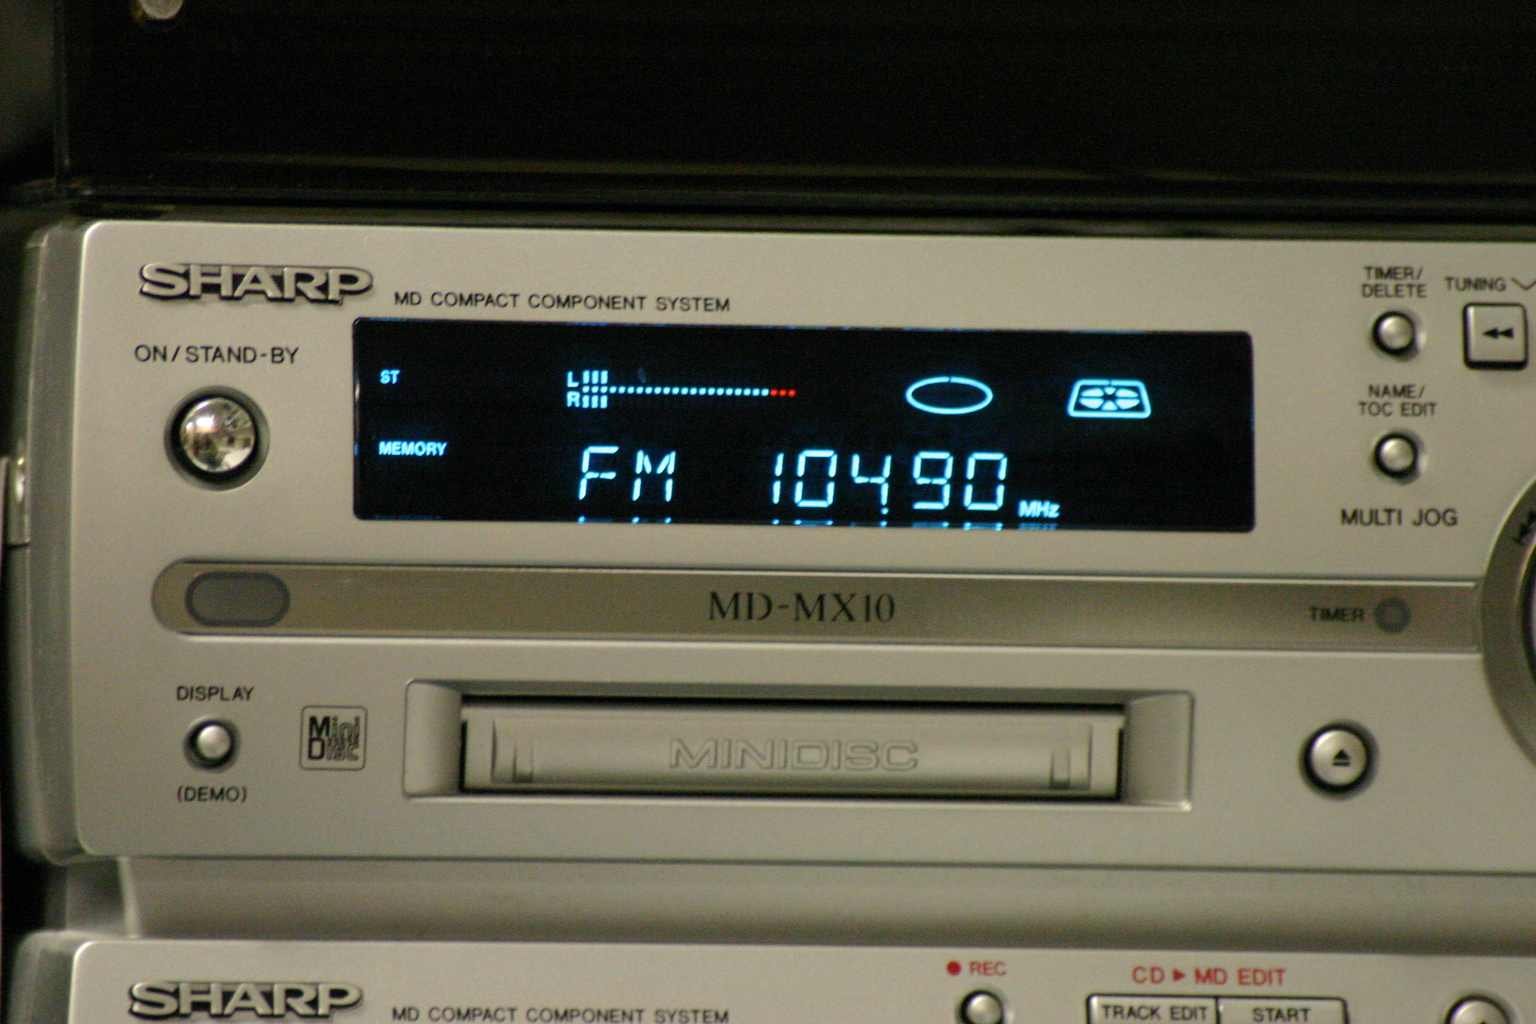 SHARP MD COMPACT COMPONENT SYSTEM
TIMER/
DELETE
TUNING
ON/STAND-BY
ST
L
R
MEMORY
FM 104.90 MHz
NAME/
TOC EDIT
MULTI JOG
MD-MX10
TIMER
DISPLAY
(DEMO)
Mini
Disc
MINIDISC
REC
CD ▶ MD EDIT
SHARP MD COMPACT COMPONENT SYSTEM
TRACK EDIT START